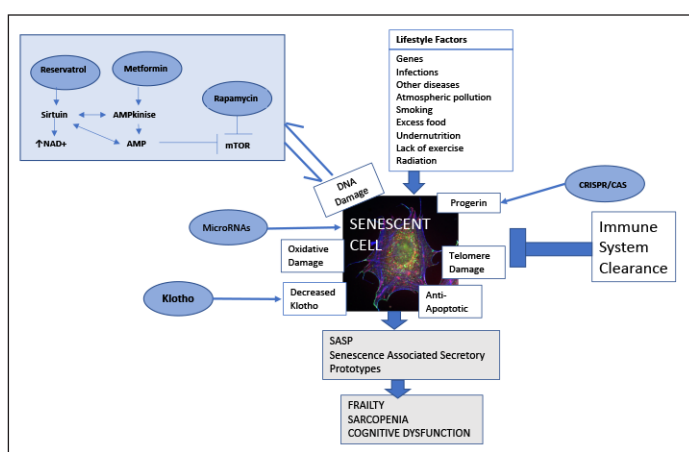 Reservatrol
Metformin
Rapamycin
Sirtuin
AMPkinise
↑NAD+
AMP
mTOR
Lifestyle Factors
Genes
Infections
Other diseases
Atmospheric pollution
Smoking
Excess food
Undernutrition
Lack of exercise
Radiation
DNA
Damage
Progerin
CRISPR/CAS
MicroRNAs
SENESCENT
CELL
Oxidative
Damage
Telomere
Damage
Immune
System
Clearance
Klotho
Decreased
Klotho
Anti-
Apoptotic
SASP
Senescence Associated Secretory
Prototypes
FRAILTY
SARCOPENIA
COGNITIVE DYSFUNCTION